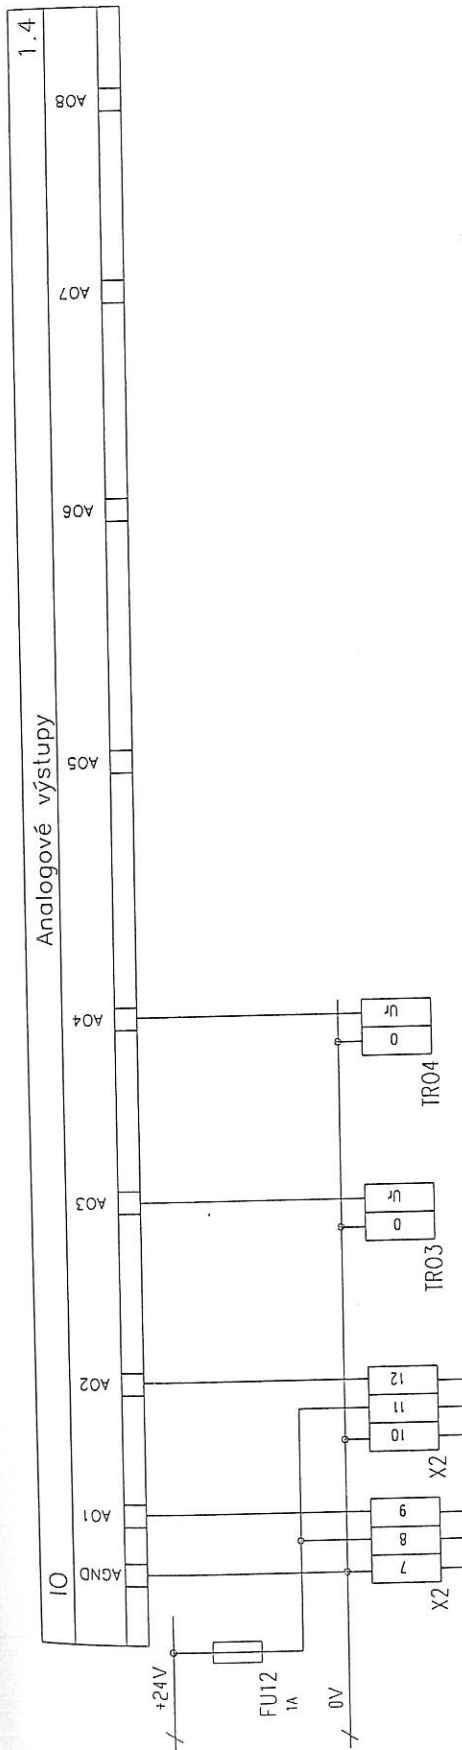 IO
Analogové výstupy
1.4
AGND
AO1
AO2
AO3
AO4
AO5
AO6
AO7
AO8
+24V
FU12
1A
0V
7
8
9
X2
10
11
12
X2
0
Ur
TR03
0
Ur
TR04